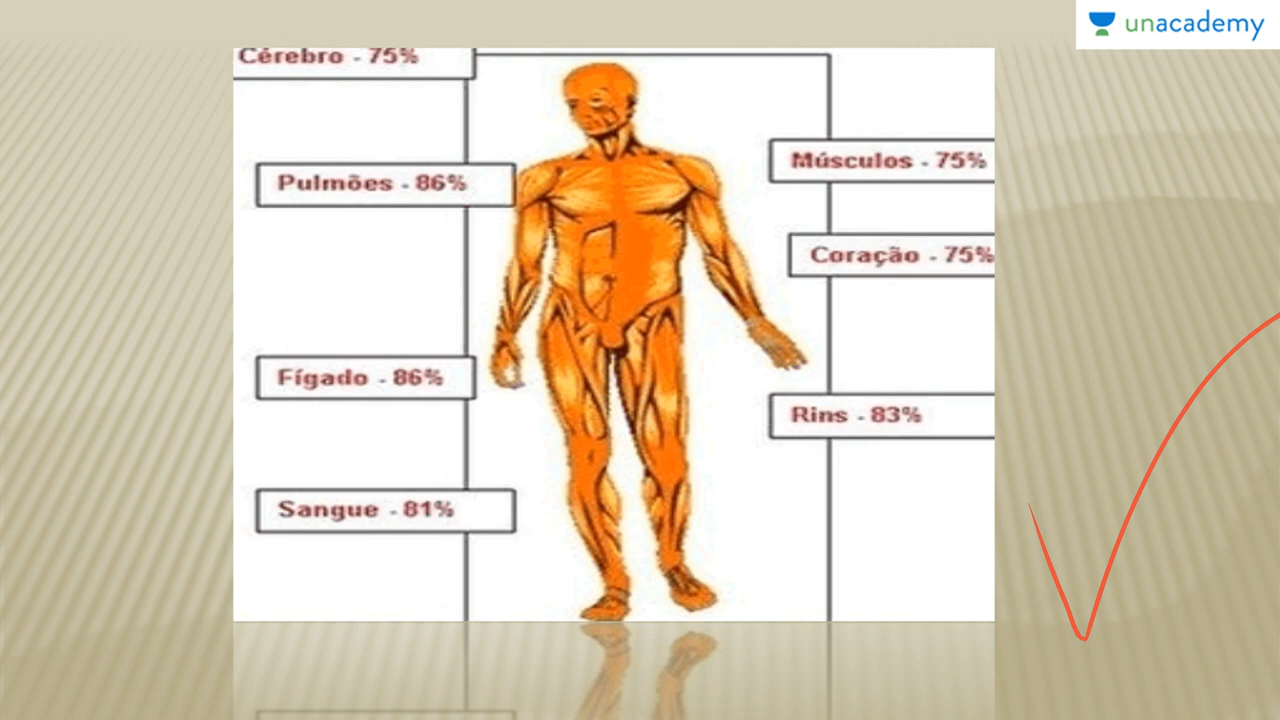 unacademy
Cérebro - 75%
Músculos - 75%
Pulmões - 86%
Coração - 75%
Fígado - 86%
Rins - 83%
Sangue - 81%